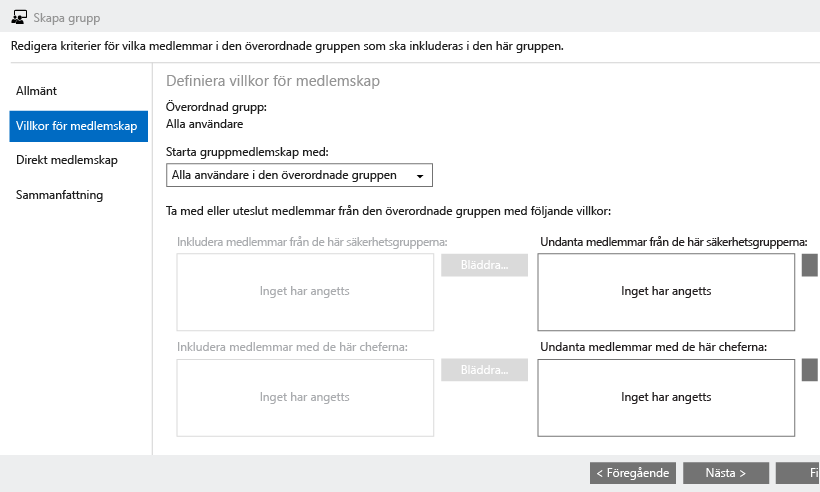 Skapa grupp
Redigera kriterier för vilka medlemmar i den överordnade gruppen som ska inkluderas i den här gruppen.
Allmänt
Villkor för medlemskap
Direkt medlemskap
Sammanfattning
Definiera villkor för medlemskap
Överordnad grupp:
Alla användare
Starta gruppmedlemskap med:
Alla användare i den överordnade gruppen
Ta med eller uteslut medlemmar från den överordnade gruppen med följande villkor:
Inkludera medlemmar från de här säkerhetsgrupperna:
Inget har angetts
Bläddra...
Undanta medlemmar från de här säkerhetsgrupperna:
Inget har angetts
Inkludera medlemmar med de här cheferna:
Inget har angetts
Bläddra...
Undanta medlemmar med de här cheferna:
Inget har angetts
< Föregående
Nästa >